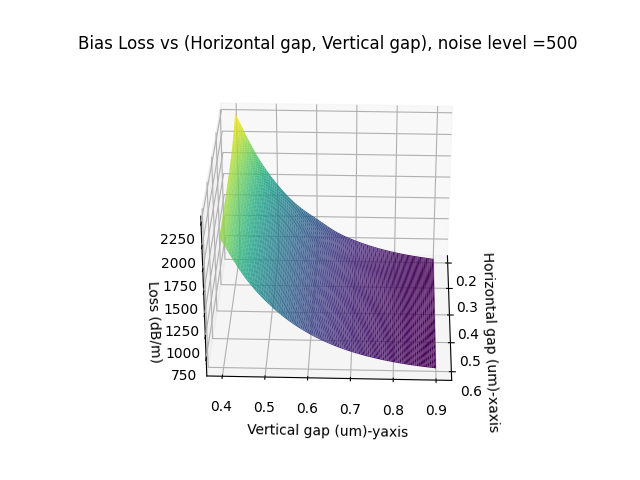 Bias Loss vs (Horizontal gap, Vertical gap), noise level =500
2250
2000
1750
1500
1250
1000
750
Loss (dB/m)
0.4 0.5 0.6 0.7 0.8 0.9
Vertical gap (um)-yaxis
0.2
0.3
0.4
0.5
0.6
Horizontal gap (um)-xaxis